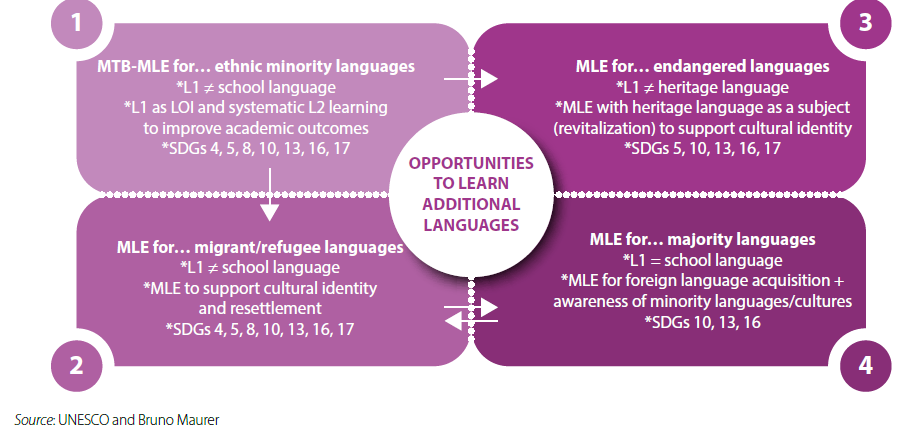 1
MTB-MLE for... ethnic minority languages
*L1 ≠ school language
*L1 as LOI and systematic L2 learning
to improve academic outcomes
*SDGs 4, 5, 8, 10, 13, 16, 17
3
MLE for... endangered languages
*L1 ≠ heritage language
*MLE with heritage language as a subject
(revitalization) to support cultural identity
*SDGs 5, 10, 13, 16, 17
OPPORTUNITIES
TO LEARN
ADDITIONAL
LANGUAGES
MLE for... migrant/refugee languages
*L1 ≠ school language
*MLE to support cultural identity
and resettlement
*SDGs 4, 5, 8, 10, 13, 16, 17
2
MLE for... majority languages
*L1 = school language
*MLE for foreign language acquisition +
awareness of minority languages/cultures
*SDGs 10, 13, 16
4
Source: UNESCO and Bruno Maurer